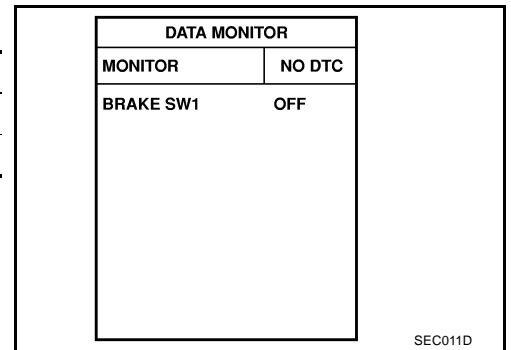 DATA MONITOR
MONITOR NO DTC
BRAKE SW1 OFF
SEC011D